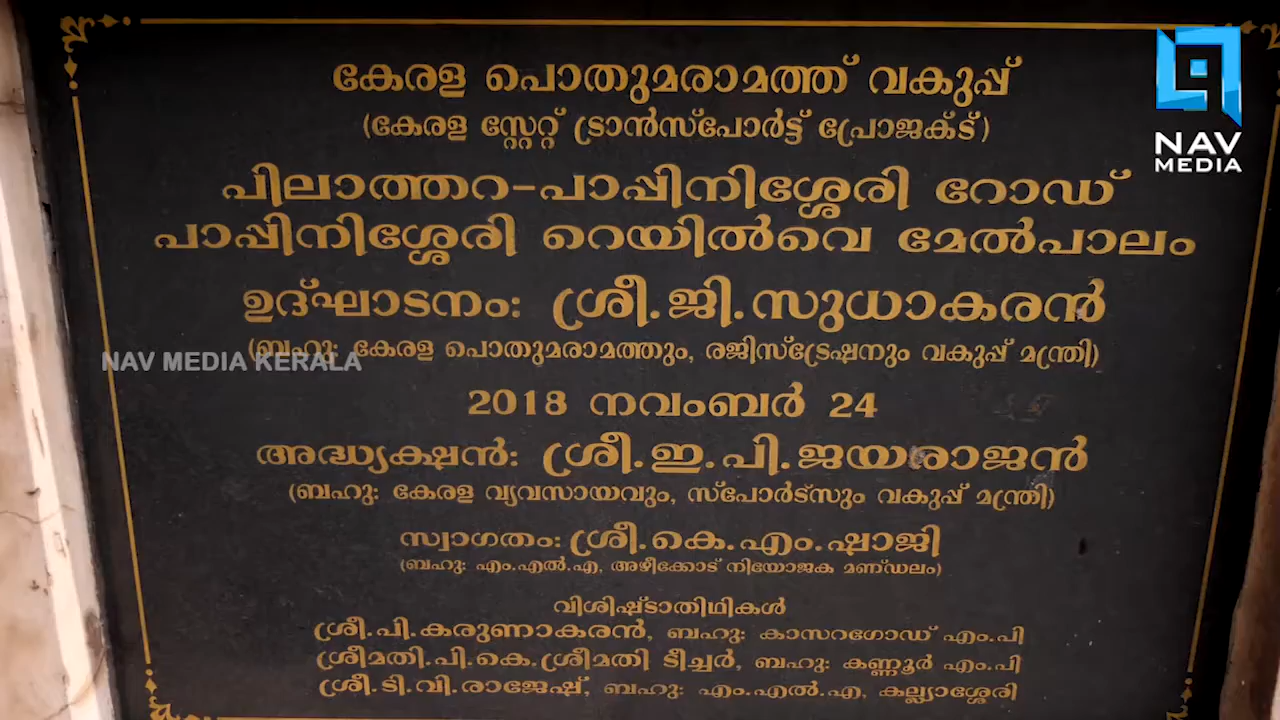 കേരള പൊതുമരാമത്ത് വകുപ്പ്
(കേരള സ്റ്റേറ്റ് ട്രാൻസ്പോർട്ട് പ്രോജക്ട്)
പിലാത്തറ-പാപ്പിനിശ്ശേരി റോഡ്
പാപ്പിനിശ്ശേരി റെയിൽവെ മേൽപാലം
ഉദ്ഘാടനം: ശ്രീ.ജി.സുധാകരൻ
(ബഹു: കേരള പൊതുമരാമത്തും, രജിസ്ട്രേഷനും വകുപ്പ് മന്ത്രി)
2018 നവംബർ 24
അദ്ധ്യക്ഷൻ: ശ്രീ.ഇ.പി.ജയരാജൻ
(ബഹു: കേരള വ്യവസായവും, സ്പോർട്സും വകുപ്പ് മന്ത്രി)
സ്വാഗതം: ശ്രീ.കെ.എം.ഷാജി
(ബഹു: എം.എൽ.എ, അഴീക്കോട് നിയോജക മണ്ഡലം)
വിശിഷ്ടാതിഥികൾ
ശ്രീ.പി.കരുണാകരൻ, ബഹു: കാസറഗോഡ് എം.പി
ശ്രീമതി.പി.കെ.ശ്രീമതി ടീച്ചർ, ബഹു: കണ്ണൂർ എം.പി
ശ്രീ.ടി.വി.രാജേഷ്, ബഹു: എം.എൽ.എ, കല്ല്യാശ്ശേരി
NAV
MEDIA
NAV MEDIA KERALA